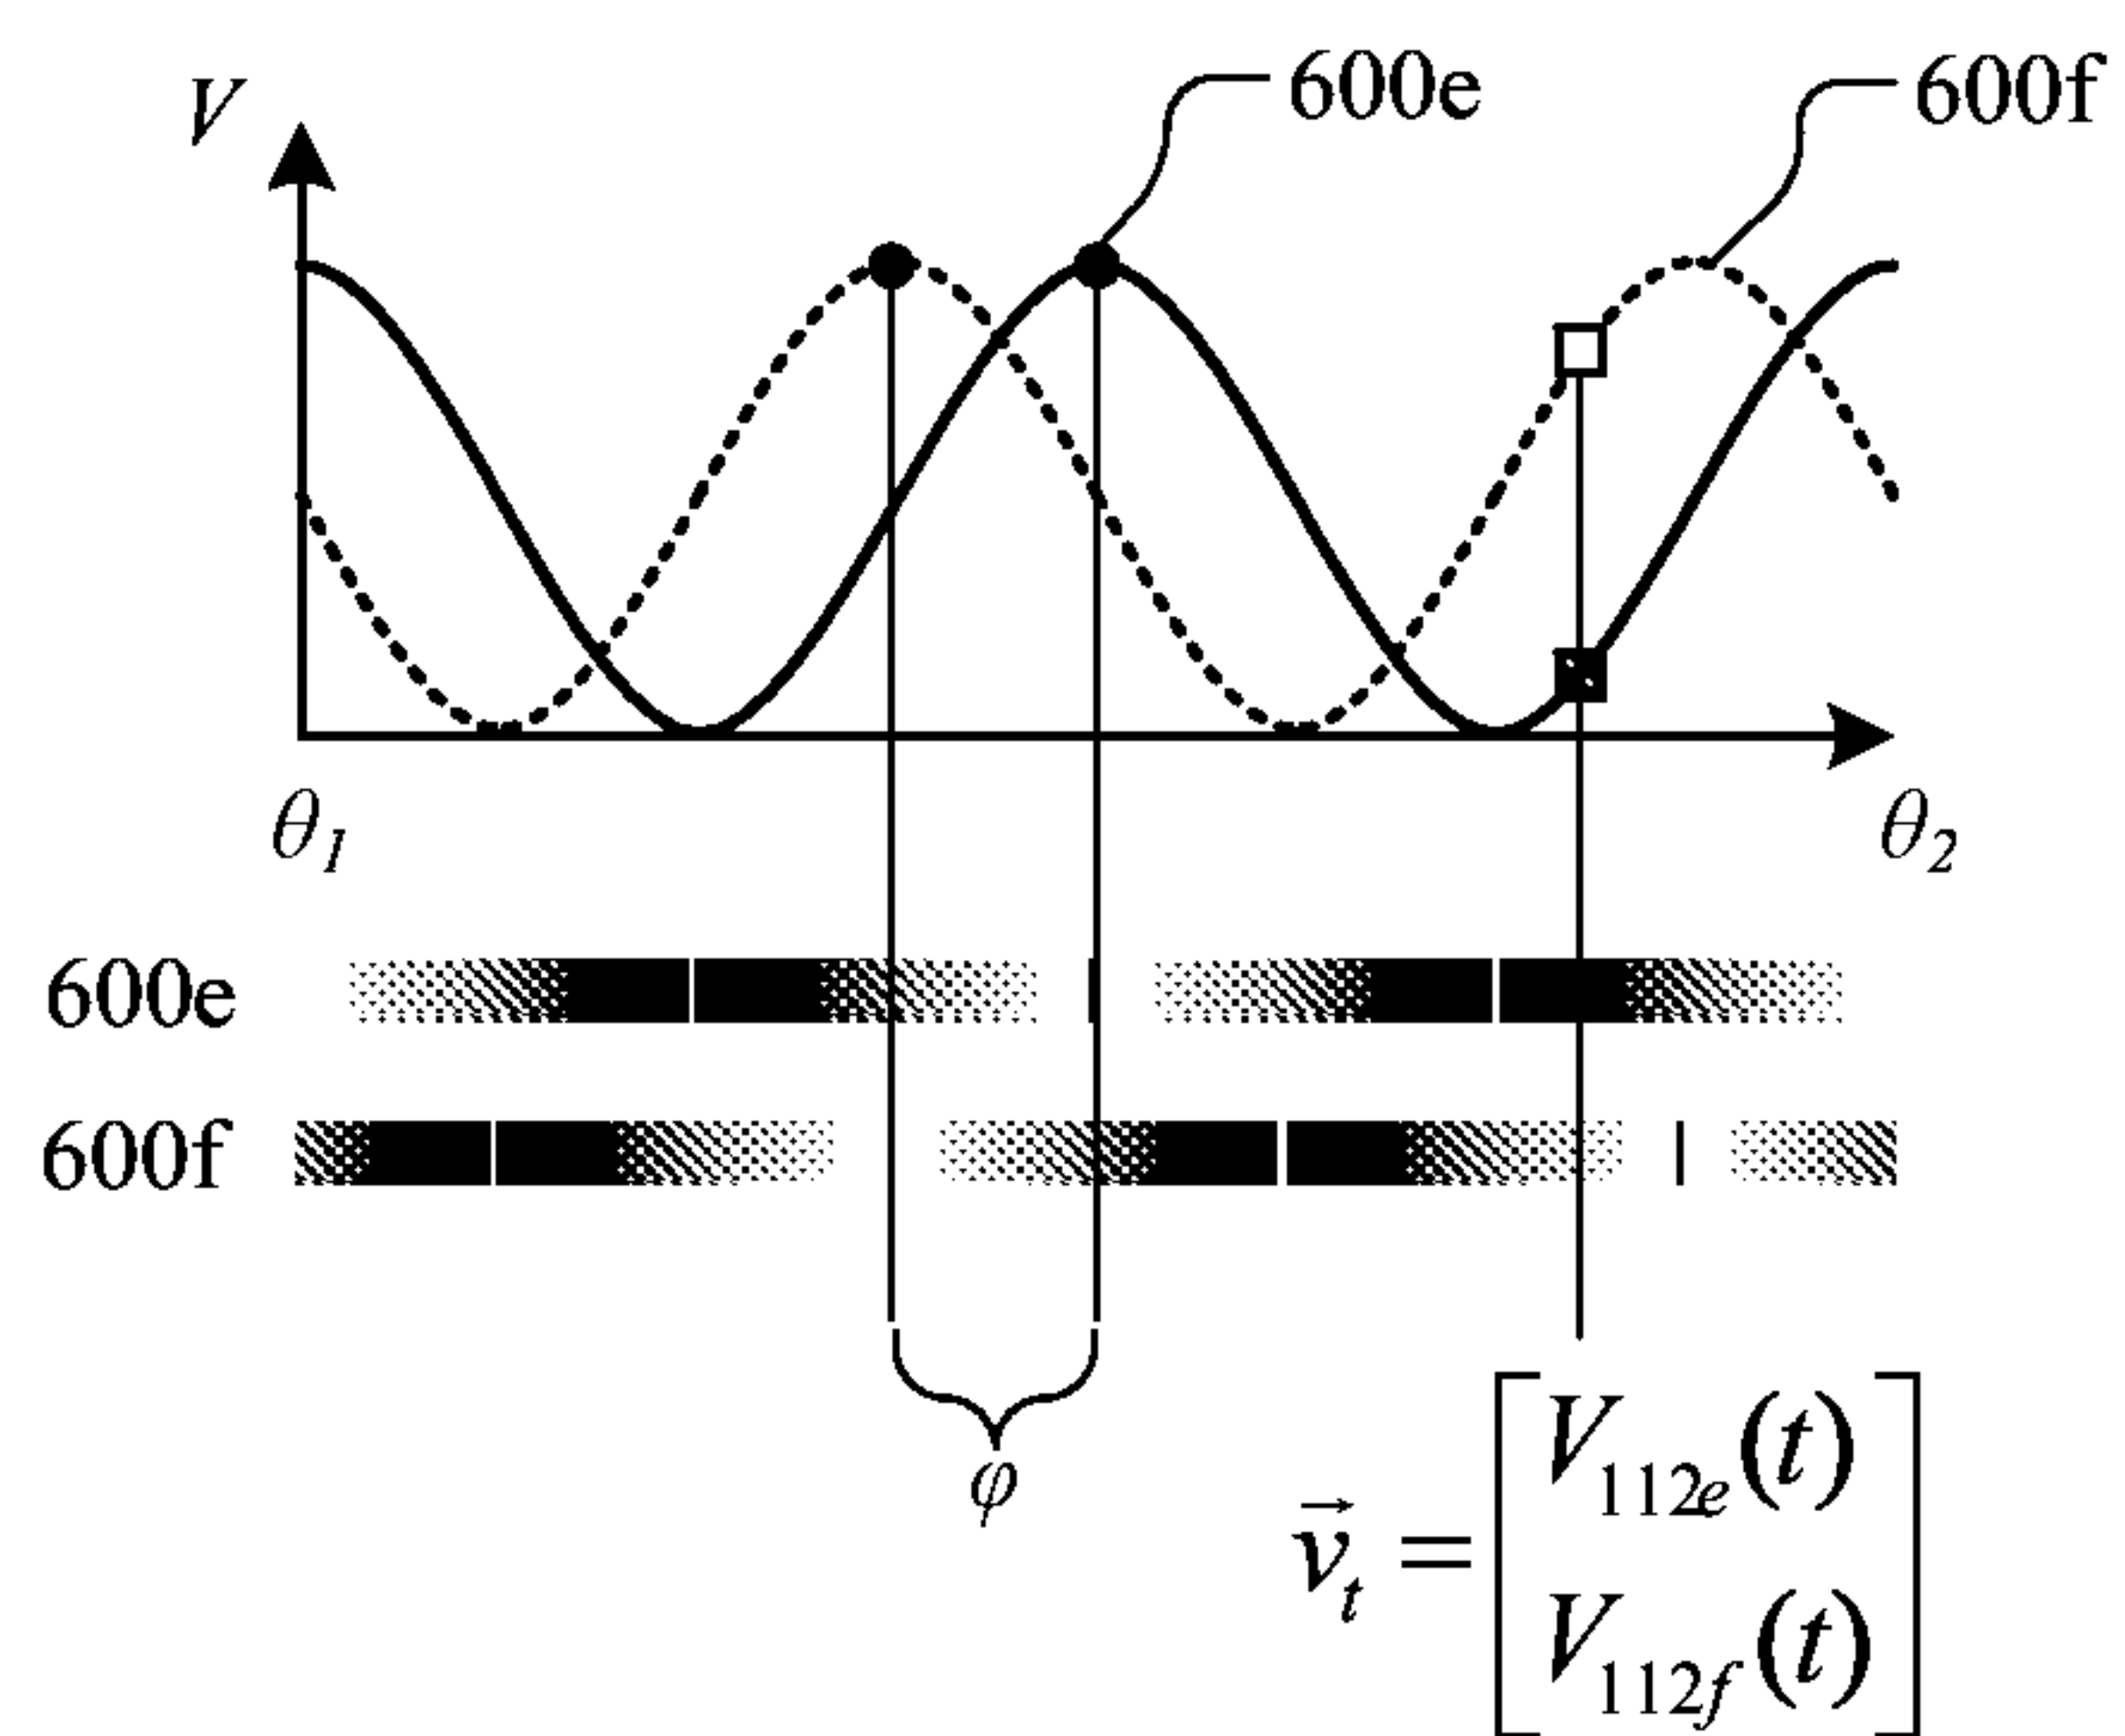 V
600e
600f
θ1
θ2
600e
600f
φ
v⃗t = [V112e(t)
V112f(t)]